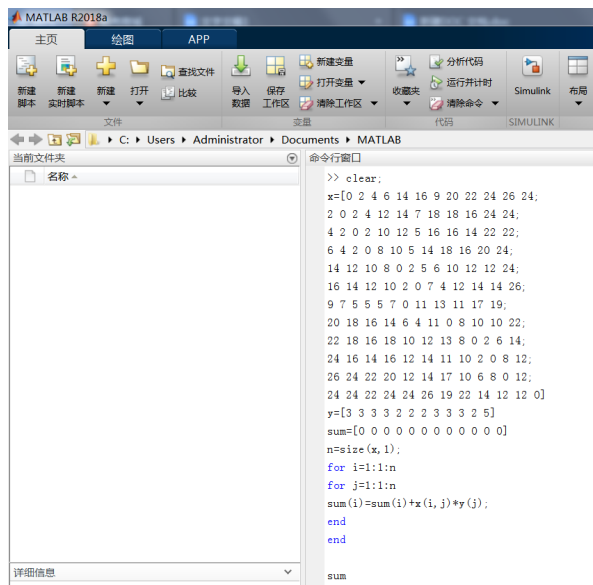 MATLAB R2018a
主页 绘图 APP
新建脚本 新建实时脚本 新建 打开 查找文件 比较 导入数据 保存工作区 新建变量 打开变量 清除工作区 收藏夹 分析代码 运行并计时 清除命令 Simulink 布局
文件 变量 代码 SIMULINK
C: Users Administrator Documents MATLAB
当前文件夹
名称
详细信息
命令行窗口
>> clear;
x=[0 2 4 6 14 16 9 20 22 24 26 24;
2 0 2 4 12 14 7 18 18 16 24 24;
4 2 0 2 10 12 5 16 16 14 22 22;
6 4 2 0 8 10 5 14 18 16 20 24;
14 12 10 8 0 2 5 6 10 12 12 24;
16 14 12 10 2 0 7 4 12 14 14 26;
9 7 5 5 5 7 0 11 13 11 17 19;
20 18 16 14 6 4 11 0 8 10 10 22;
22 18 16 18 10 12 13 8 0 2 6 14;
24 16 14 16 12 14 11 10 2 0 8 12;
26 24 22 20 12 14 17 10 6 8 0 12;
24 24 22 24 24 26 19 22 14 12 12 0]
y=[3 3 3 3 2 2 2 3 3 3 2 5]
sum=[0 0 0 0 0 0 0 0 0 0 0 0]
n=size(x,1);
for i=1:1:n
for j=1:1:n
sum(i)=sum(i)+x(i,j)*y(j);
end
end
sum